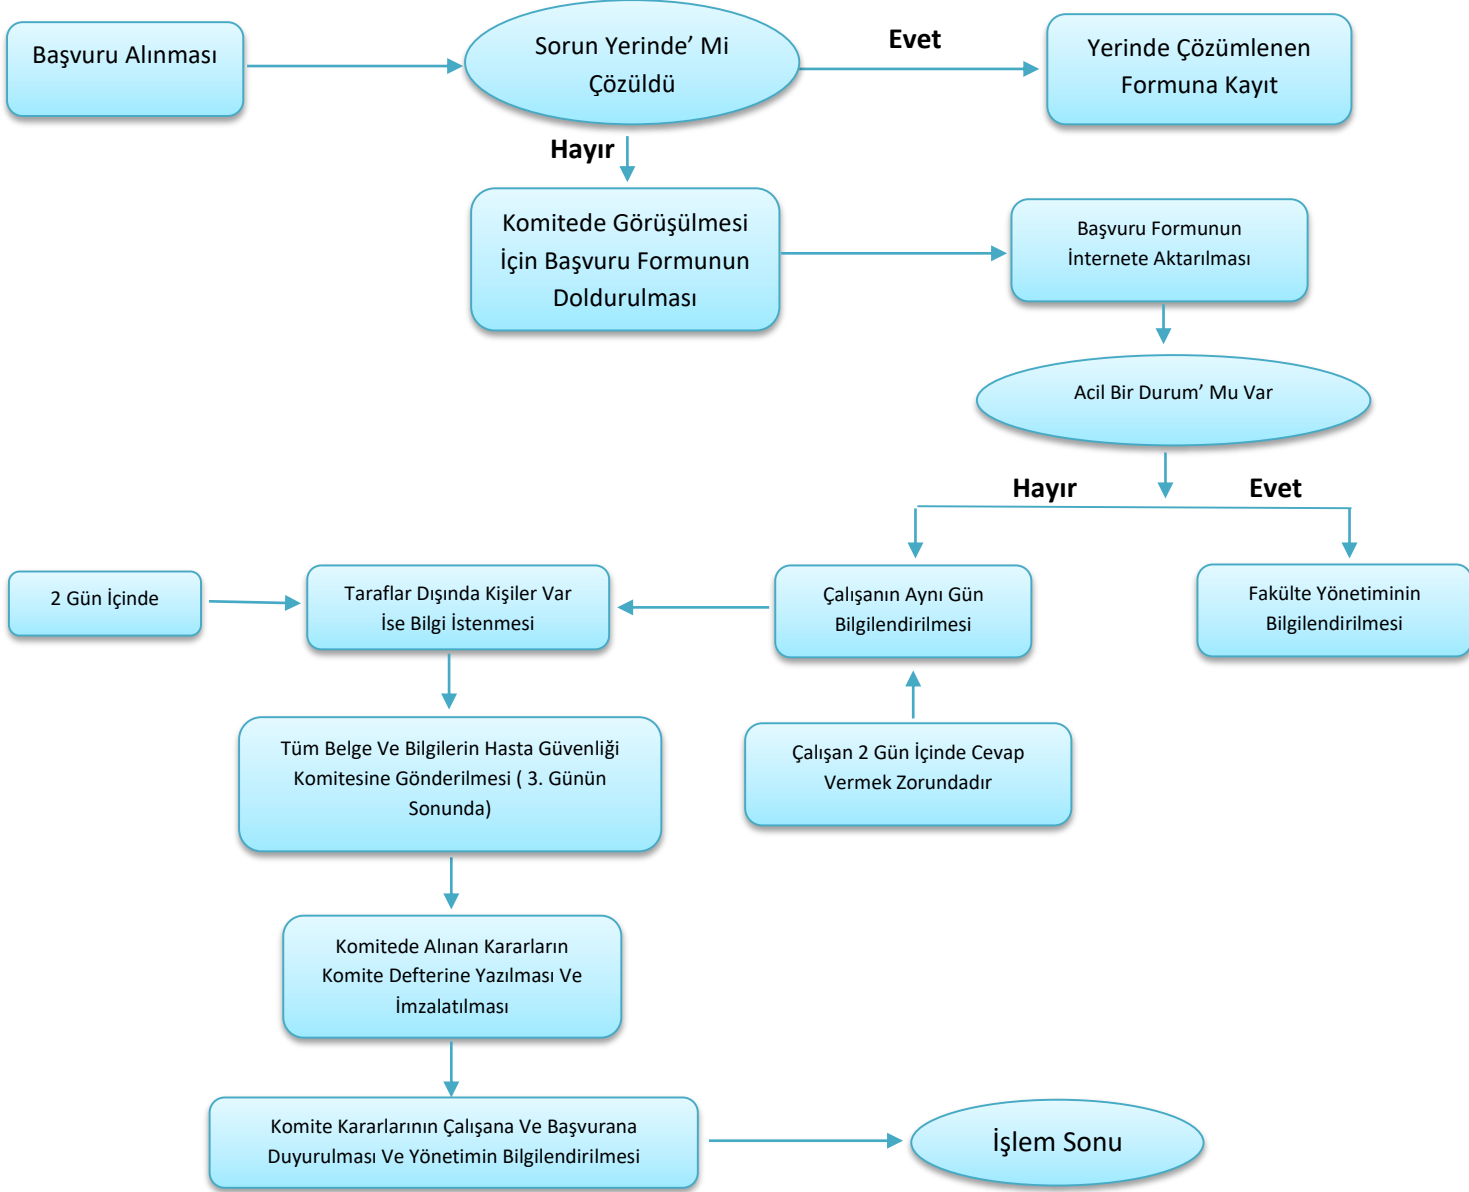 Başvuru Alınması
Sorun Yerinde’ Mi
Çözüldü
Evet
Yerinde Çözümlenen
Formuna Kayıt
Hayır
Komitede Görüşülmesi
İçin Başvuru Formunun
Doldurulması
Başvuru Formunun
İnternete Aktarılması
Acil Bir Durum’ Mu Var
Hayır
Evet
2 Gün İçinde
Taraflar Dışında Kişiler Var
İse Bilgi İstenmesi
Çalışanın Aynı Gün
Bilgilendirilmesi
Fakülte Yönetiminin
Bilgilendirilmesi
Tüm Belge Ve Bilgilerin Hasta Güvenliği
Komitesine Gönderilmesi ( 3. Günün
Sonunda)
Çalışan 2 Gün İçinde Cevap
Vermek Zorundadır
Komitede Alınan Kararların
Komite Defterine Yazılması Ve
İmzalatılması
Komite Kararlarının Çalışana Ve Başvurana
Duyurulması Ve Yönetimin Bilgilendirilmesi
İşlem Sonu